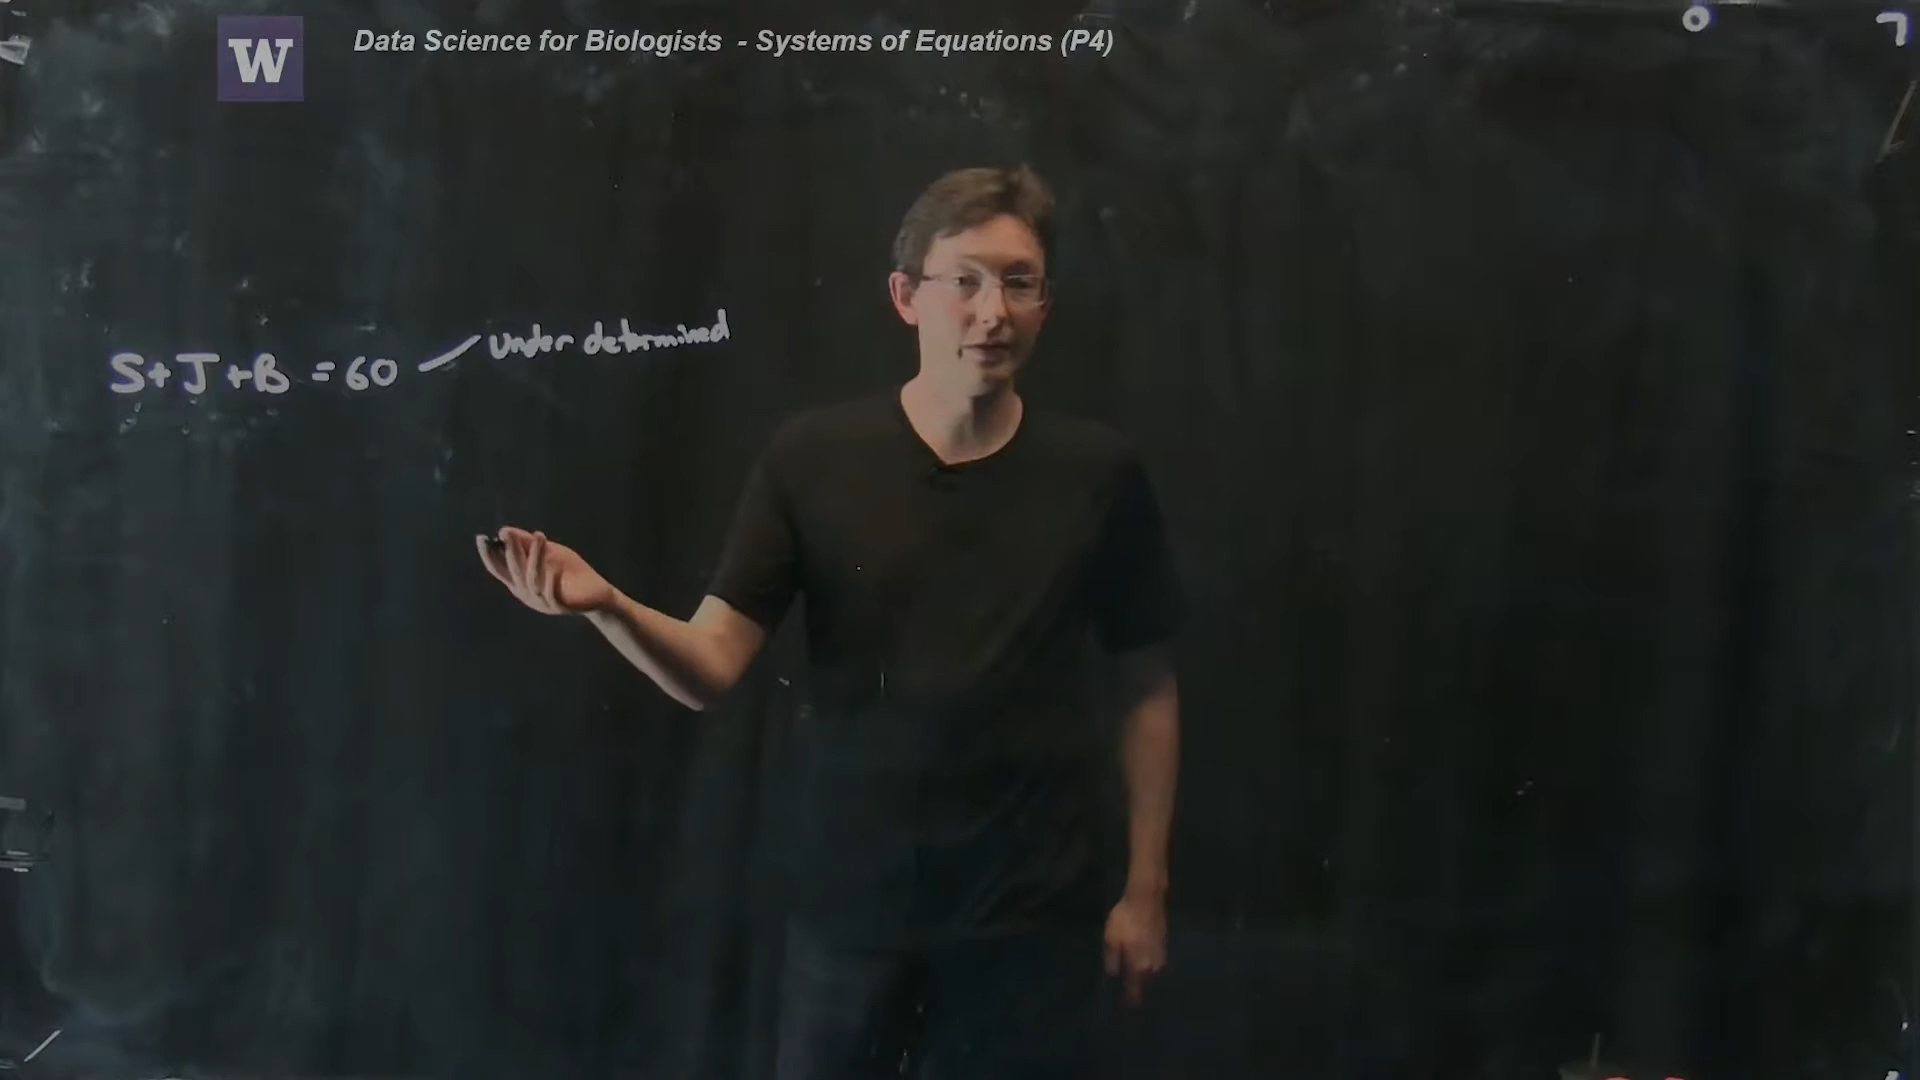 W
Data Science for Biologists - Systems of Equations (P4)
S+J+B = 60
Under determined